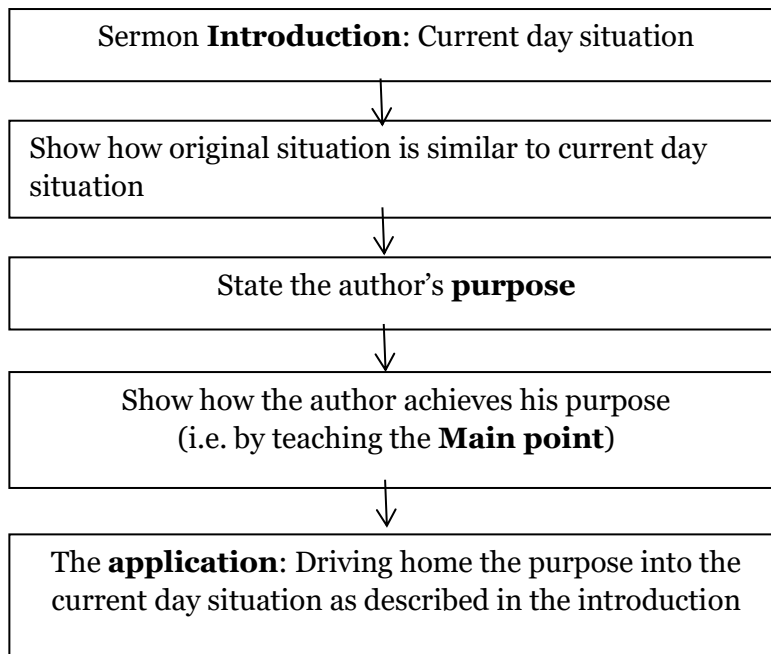 Sermon Introduction: Current day situation
Show how original situation is similar to current day
situation
State the author’s purpose
Show how the author achieves his purpose
(i.e. by teaching the Main point)
The application: Driving home the purpose into the
current day situation as described in the introduction